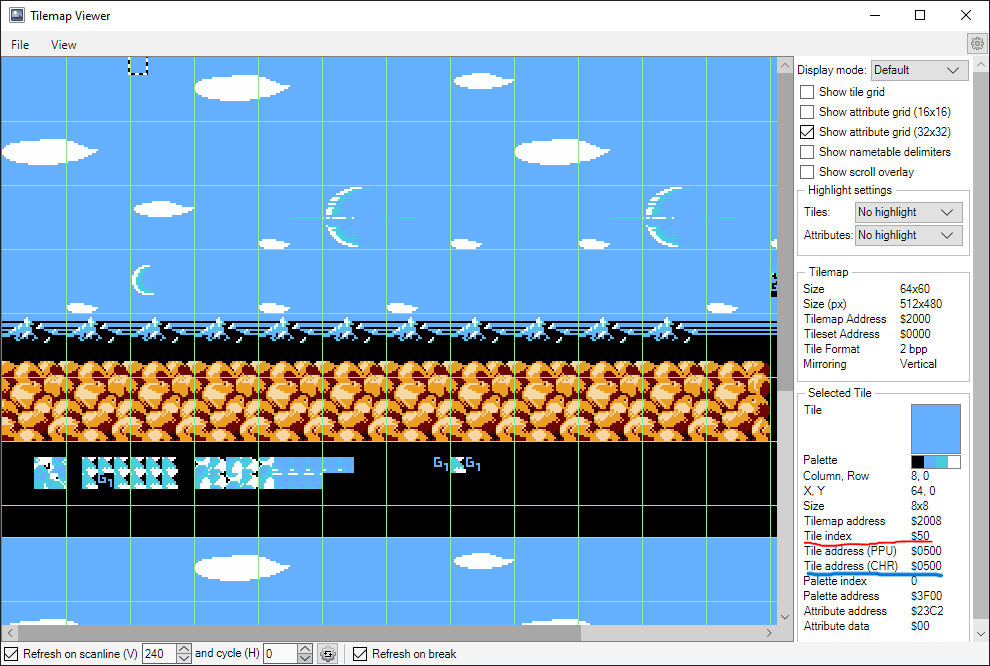 Tilemap Viewer
File View
Display mode: Default
Show tile grid
Show attribute grid (16x16)
Show attribute grid (32x32)
Show nametable delimiters
Show scroll overlay
Highlight settings
Tiles: No highlight
Attributes: No highlight
Tilemap
Size 64x60
Size (px) 512x480
Tilemap Address $2000
Tileset Address $0000
Tile Format 2 bpp
Mirroring Vertical
Selected Tile
Tile
Palette
Column, Row 8, 0
X, Y 64, 0
Size 8x8
Tilemap address $2008
Tile index $50
Tile address (PPU) $0500
Tile address (CHR) $0500
Palette index 0
Palette address $3F00
Attribute address $23C2
Attribute data $00
G1
G1 G1
Refresh on scanline (V) 240 and cycle (H) 0 Refresh on break